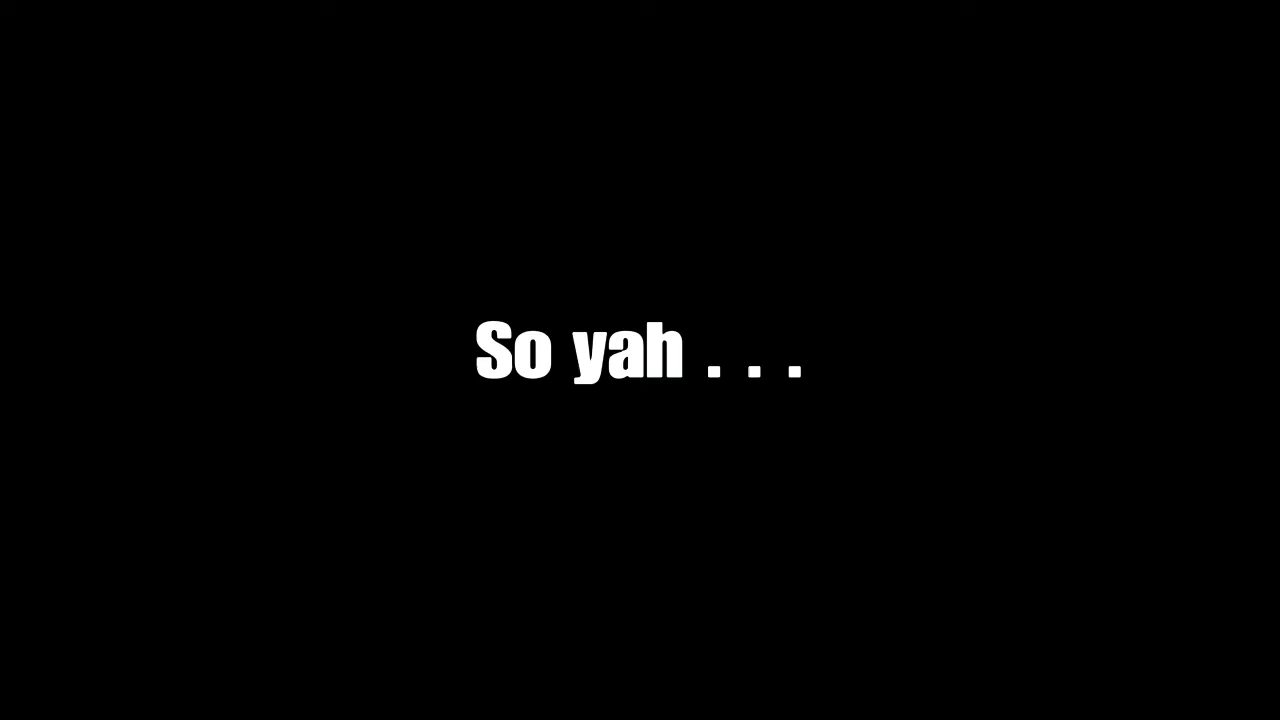 So yah . . .